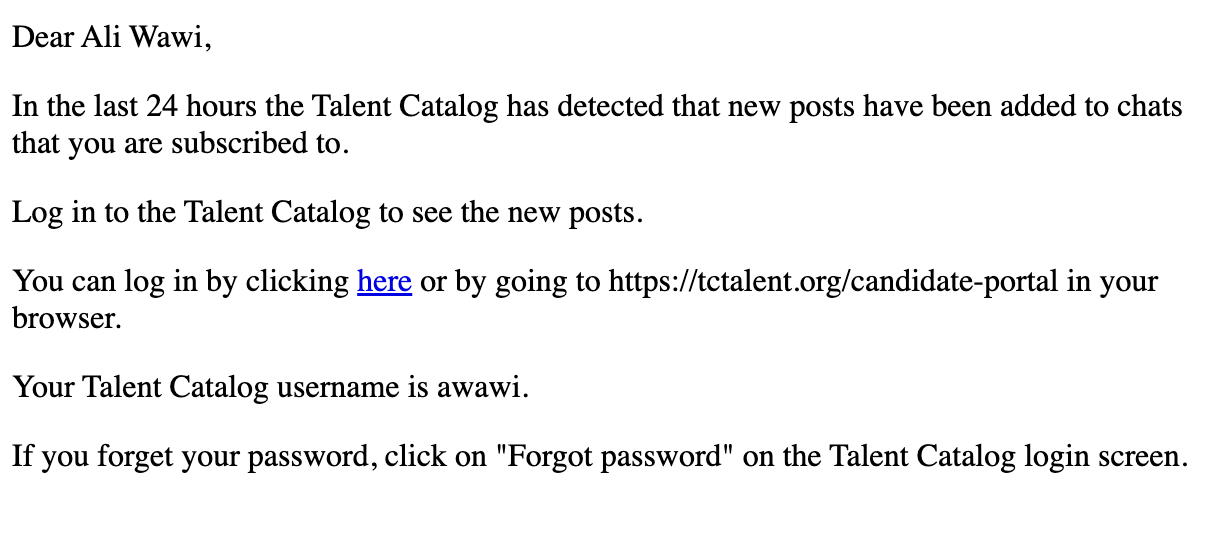 Dear Ali Wawi,
In the last 24 hours the Talent Catalog has detected that new posts have been added to chats
that you are subscribed to.
Log in to the Talent Catalog to see the new posts.
You can log in by clicking here or by going to https://tctalent.org/candidate-portal in your
browser.
Your Talent Catalog username is awawi.
If you forget your password, click on "Forgot password" on the Talent Catalog login screen.